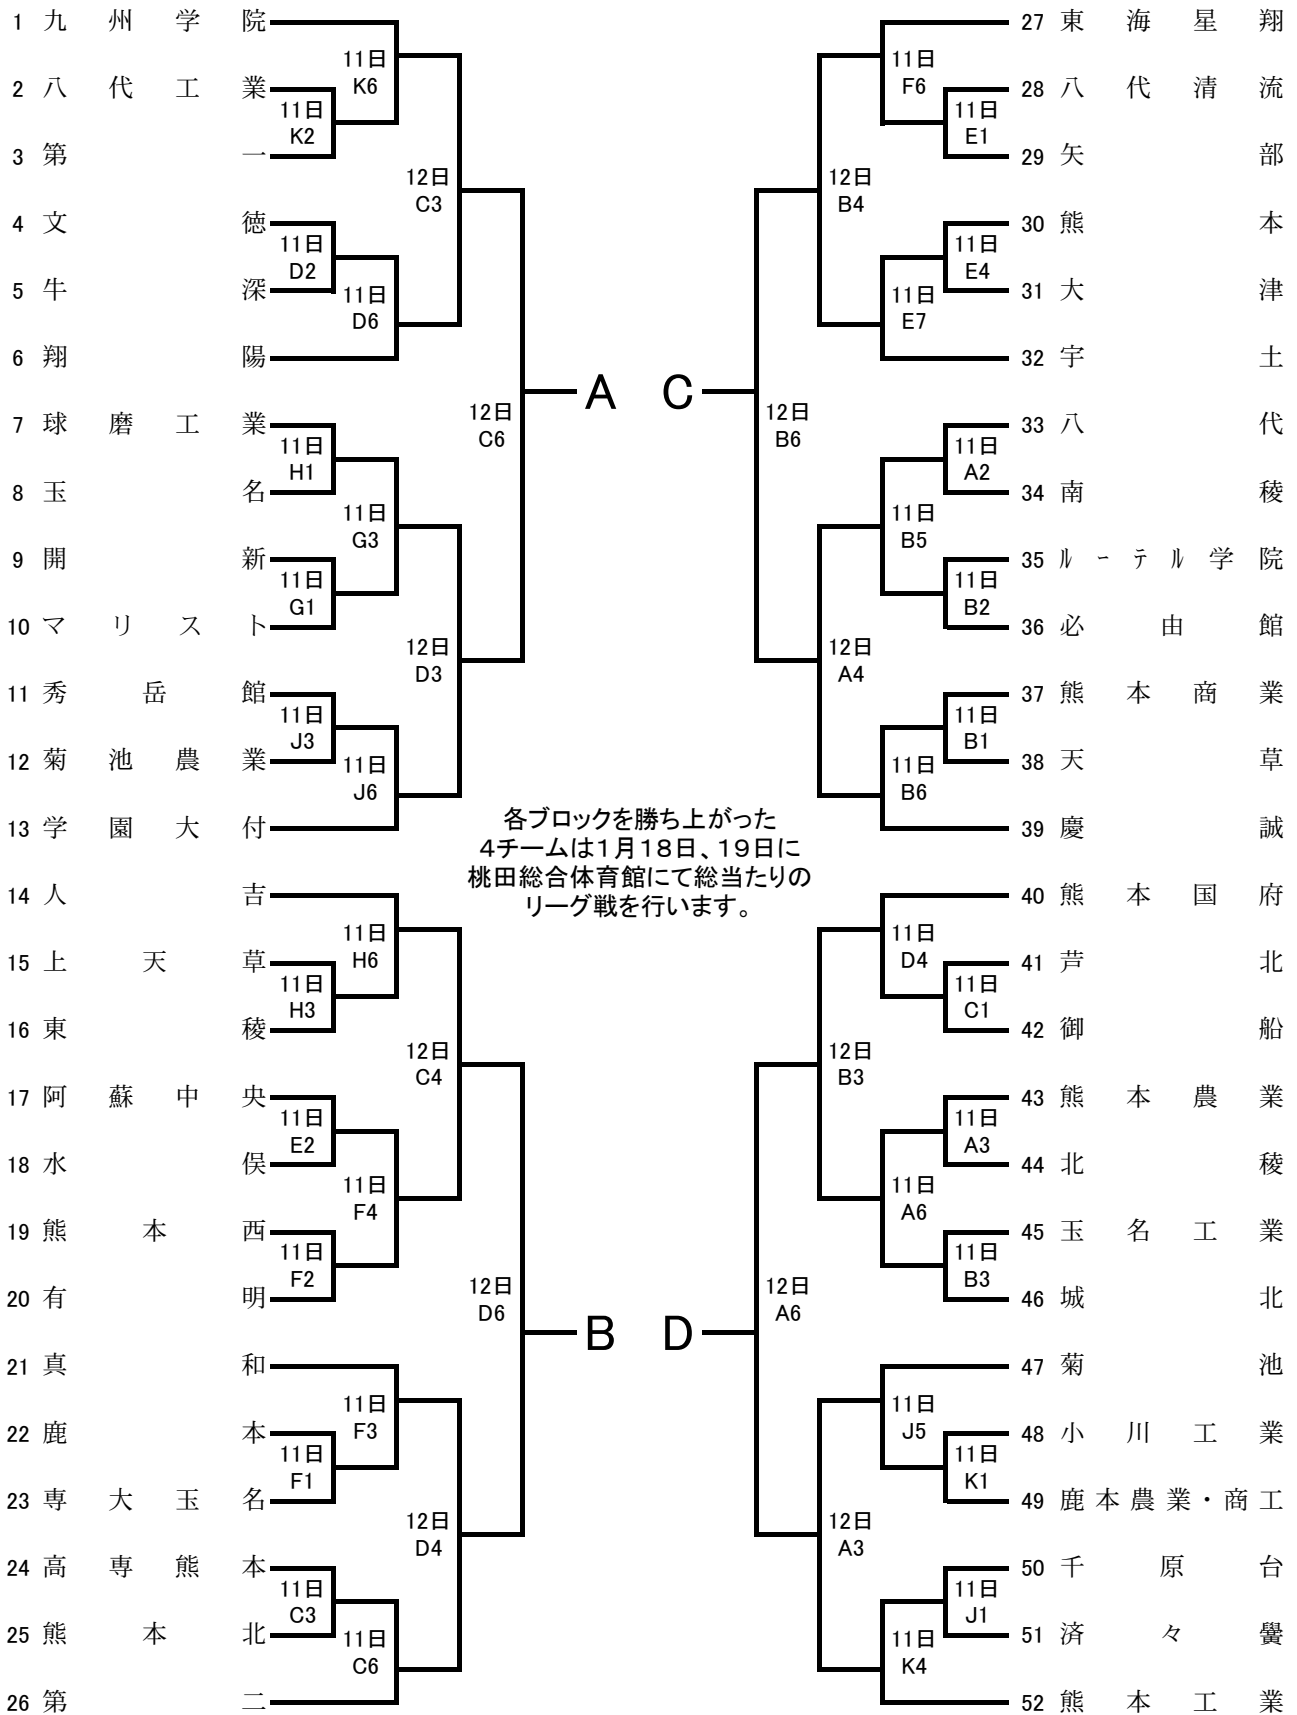 1 九州学院
2 八代工業
3 第一
4 文徳
5 牛深
6 翔陽
7 球磨工業
8 玉名
9 開新
10 マリスト
11 秀岳館
12 菊池農業
13 学園大付
14 人吉
15 上天草
16 東稜
17 阿蘇中央
18 水俣
19 熊本西
20 有明
21 真和
22 鹿本
23 専大玉名
24 高専熊本
25 熊本北
26 第二
11日
K6
11日
K2
12日
C3
11日
D2
11日
D6
12日
C6
11日
H1
11日
G3
11日
G1
12日
D3
11日
J3
11日
J6
11日
H6
11日
H3
12日
C4
11日
E2
11日
F4
11日
F2
12日
D6
11日
F3
11日
F1
12日
D4
11日
C3
11日
C6
A
B
各ブロックを勝ち上がった
4チームは1月18日、19日に
桃田総合体育館にて総当たりの
リーグ戦を行います。
C
D
11日
F6
11日
E1
12日
B4
11日
E4
11日
E7
12日
B6
11日
A2
11日
B5
11日
B2
12日
A4
11日
B1
11日
B6
11日
D4
11日
C1
12日
B3
11日
A3
11日
A6
11日
B3
12日
A6
11日
J5
11日
K1
12日
A3
11日
J1
11日
K4
27 東海星翔
28 八代清流
29 矢部
30 熊本
31 大津
32 宇土
33 八代
34 南稜
35 ﾙｰﾃﾙ学院
36 必由館
37 熊本商業
38 天草
39 慶誠
40 熊本国府
41 芦北
42 御船
43 熊本農業
44 北稜
45 玉名工業
46 城北
47 菊池
48 小川工業
49 鹿本農業・商工
50 千原台
51 済々黌
52 熊本工業